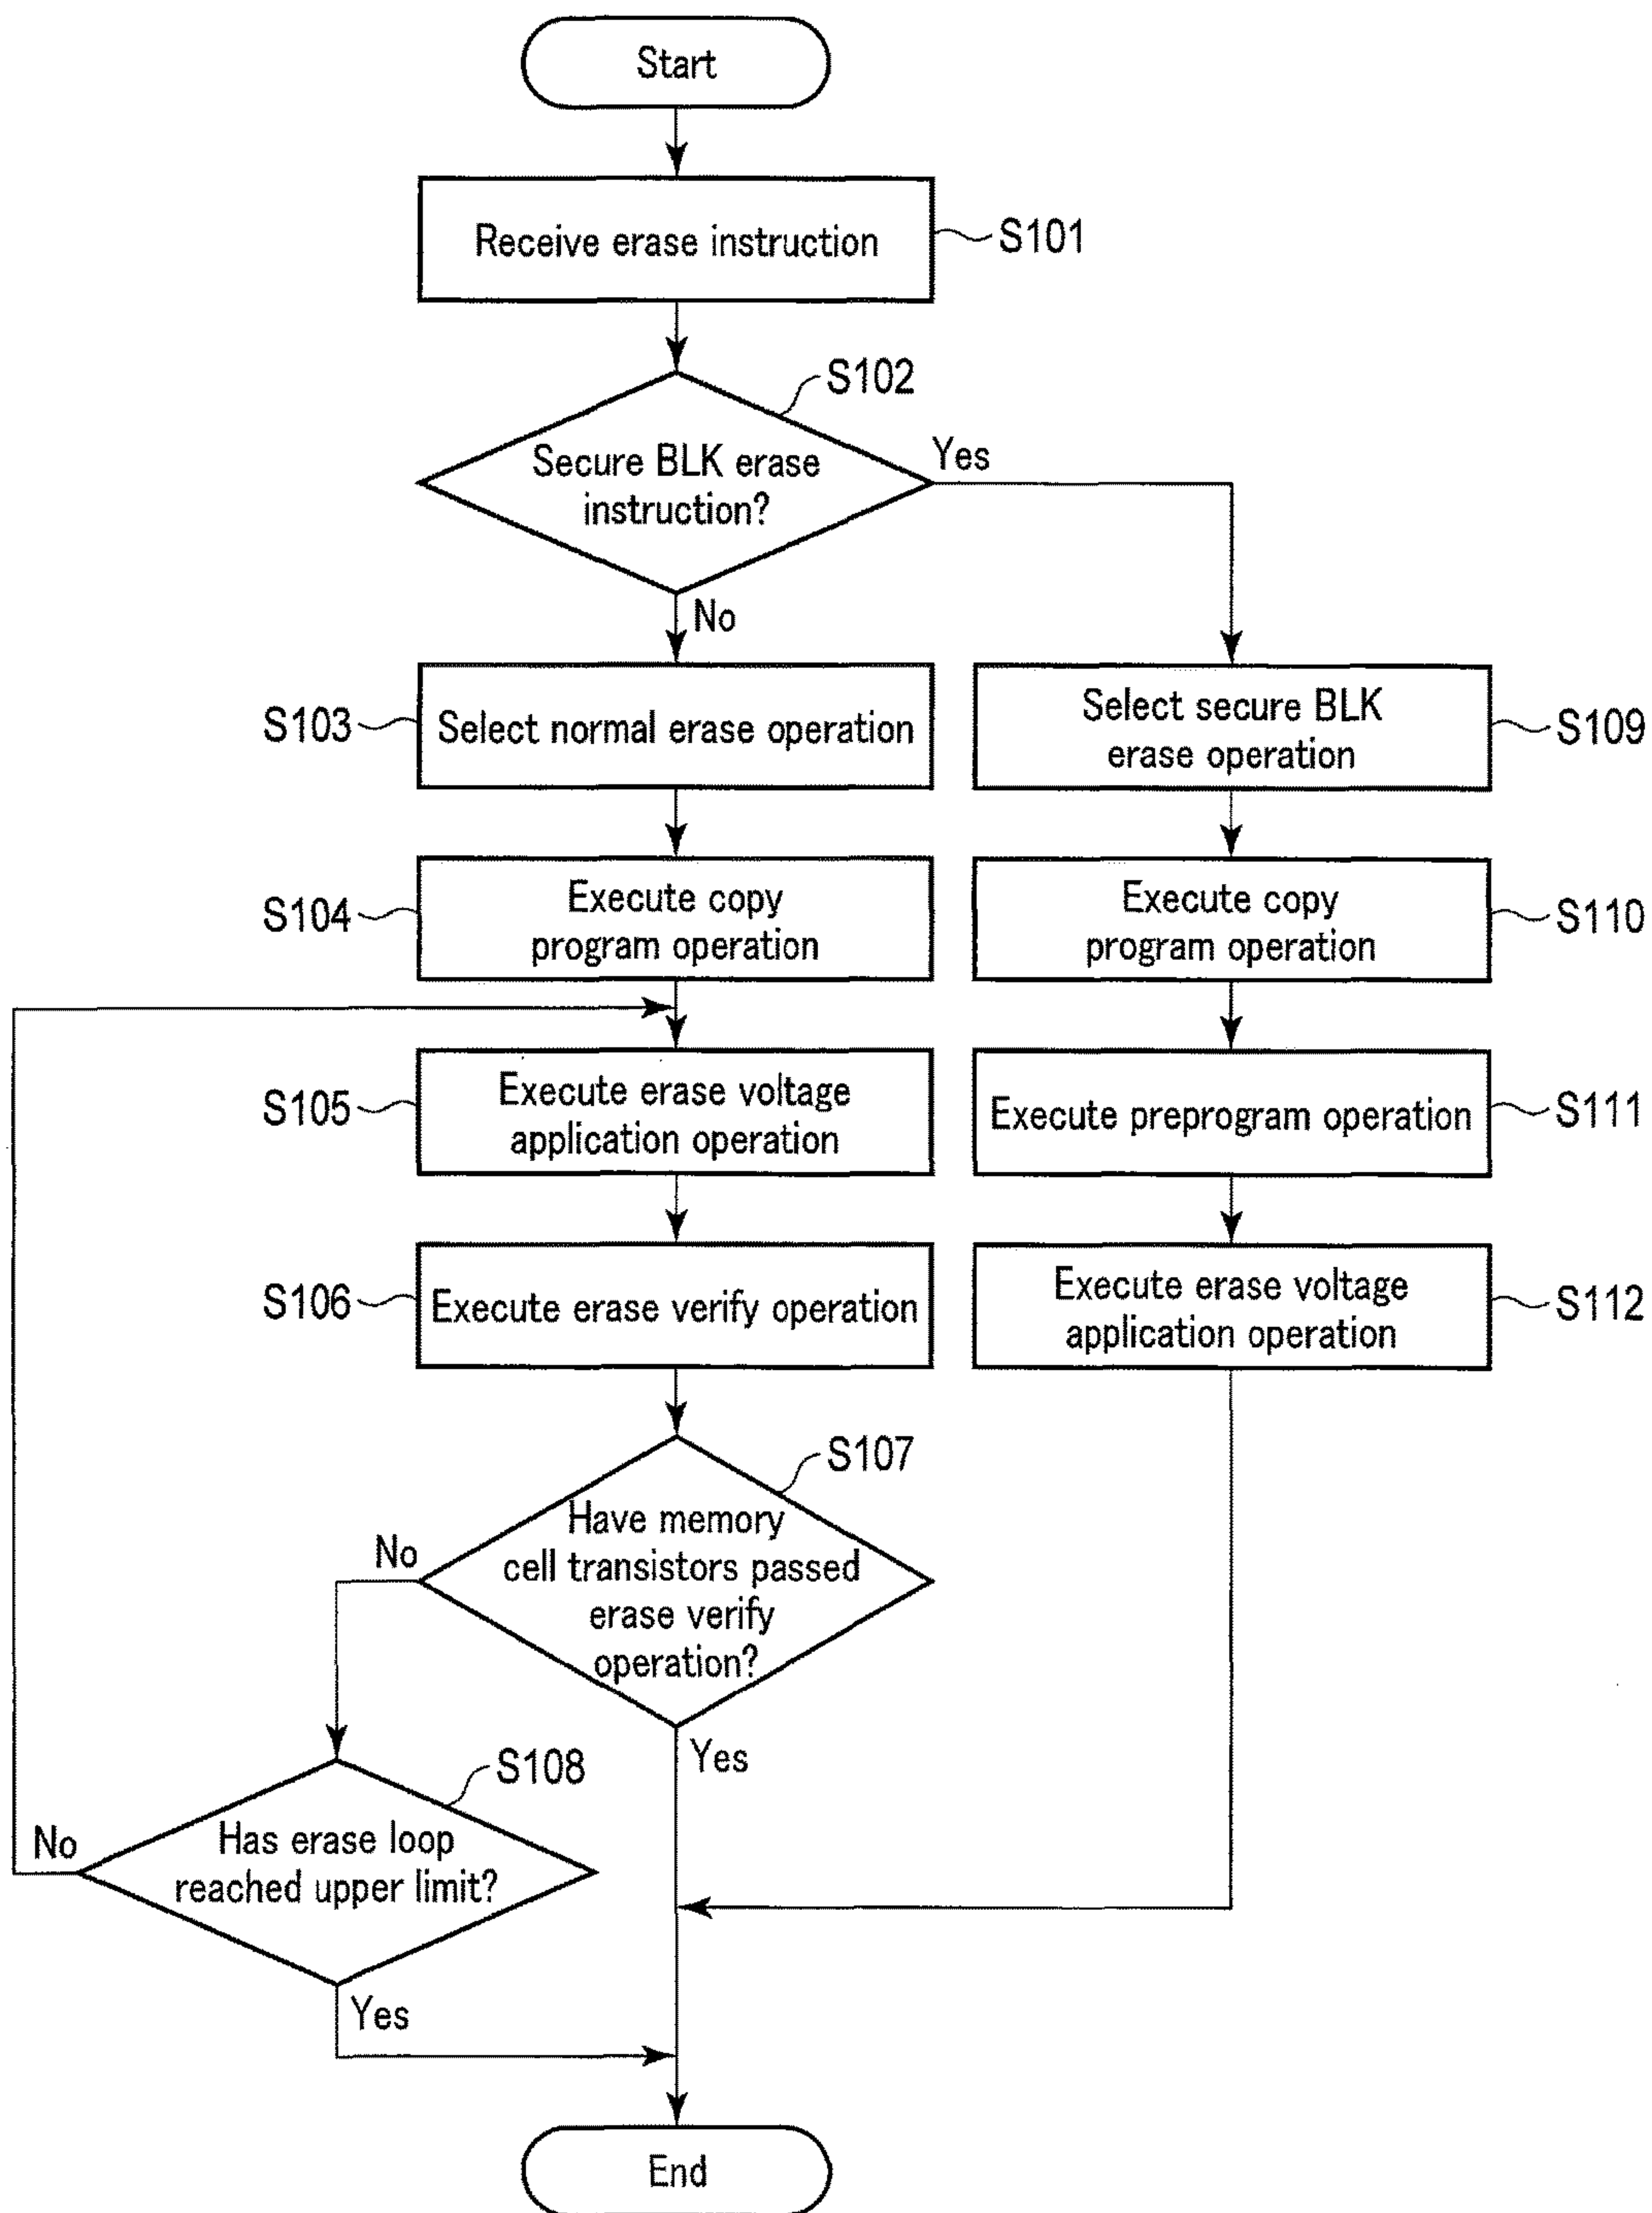 Start
Receive erase instruction
S101
S102
Secure BLK erase
instruction?
Yes
No
S103
Select normal erase operation
Select secure BLK
erase operation
S109
S104
Execute copy
program operation
Execute copy
program operation
S110
S105
Execute erase voltage
application operation
Execute preprogram operation
S111
S106
Execute erase verify operation
Execute erase voltage
application operation
S112
S107
Have memory
cell transistors passed
erase verify
operation?
No
Yes
S108
Has erase loop
reached upper limit?
No
Yes
End